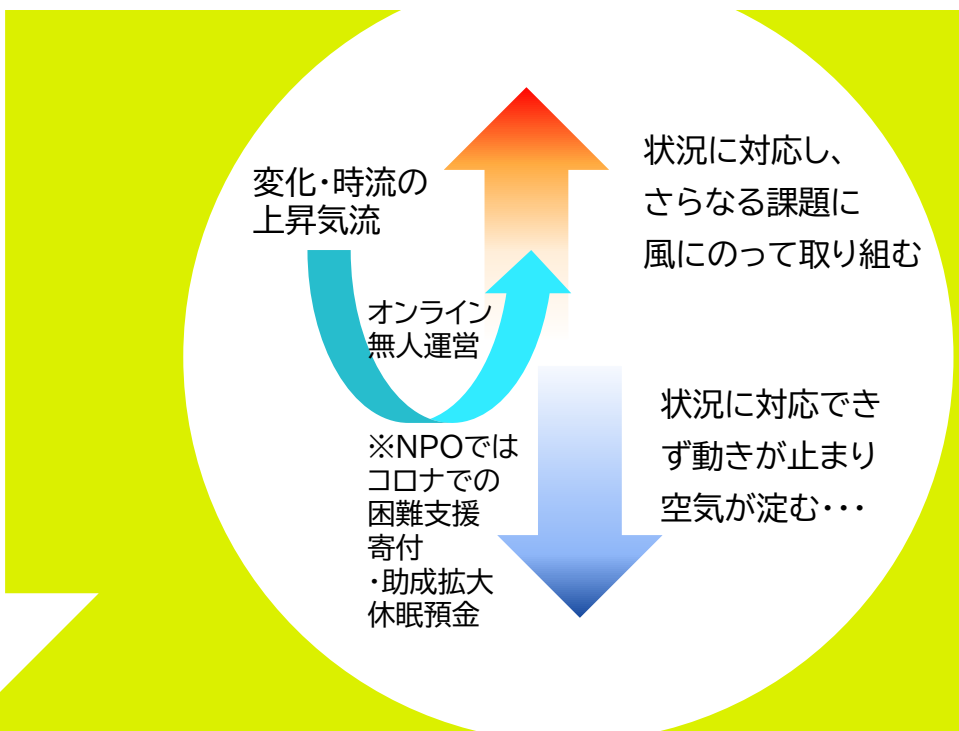 変化・時流の
上昇気流
オンライン
無人運営
※NPOでは
コロナでの
困難支援
寄付
・助成拡大
休眠預金
状況に対応し、
さらなる課題に
風にのって取り組む
状況に対応でき
ず動きが止まり
空気が淀む・・・